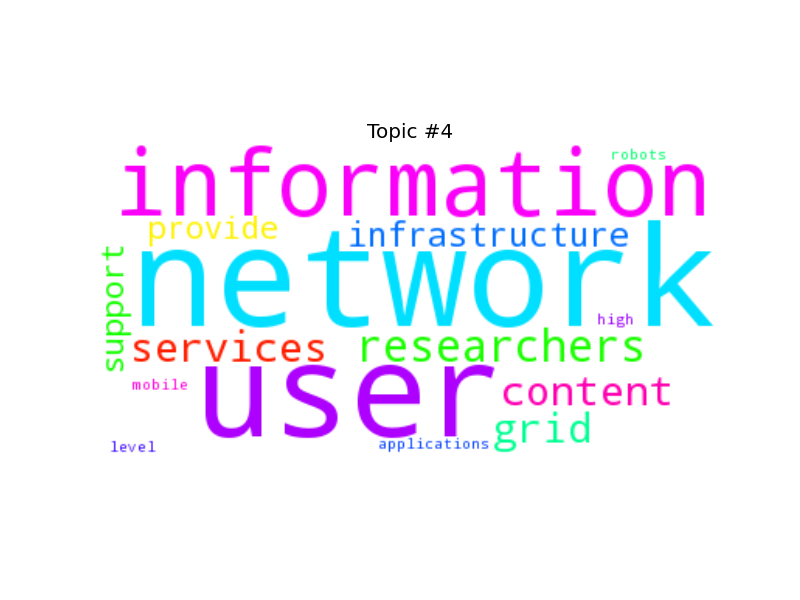 Topic #4
information
robots
provide
infrastructure
support
network
high
services
researchers
mobile
user
content
grid
level
applications